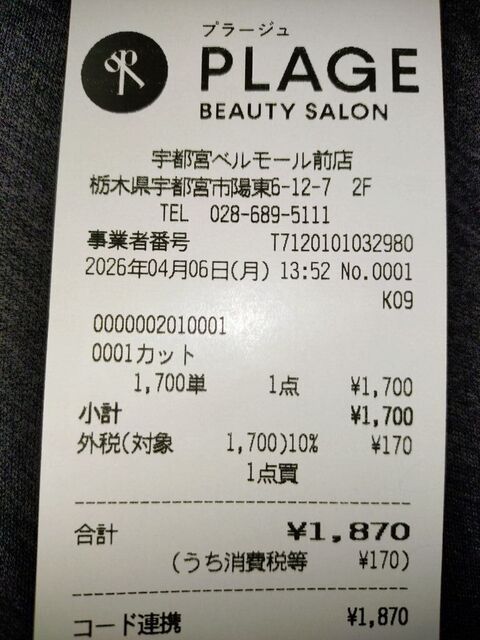 プラージュ
PLAGE
BEAUTY SALON
宇都宮ベルモール前店
栃木県宇都宮市陽東6-12-7 2F
TEL 028-689-5111
事業者番号 T7120101032980
2026年04月06日(月) 13:52 No.0001
K09
0000002010001
0001カット
1,700単 1点 ¥1,700
小計 ¥1,700
外税(対象 1,700)10% ¥170
1点買
合計 ¥1,870
(うち消費税等 ¥170)
コード連携 ¥1,870